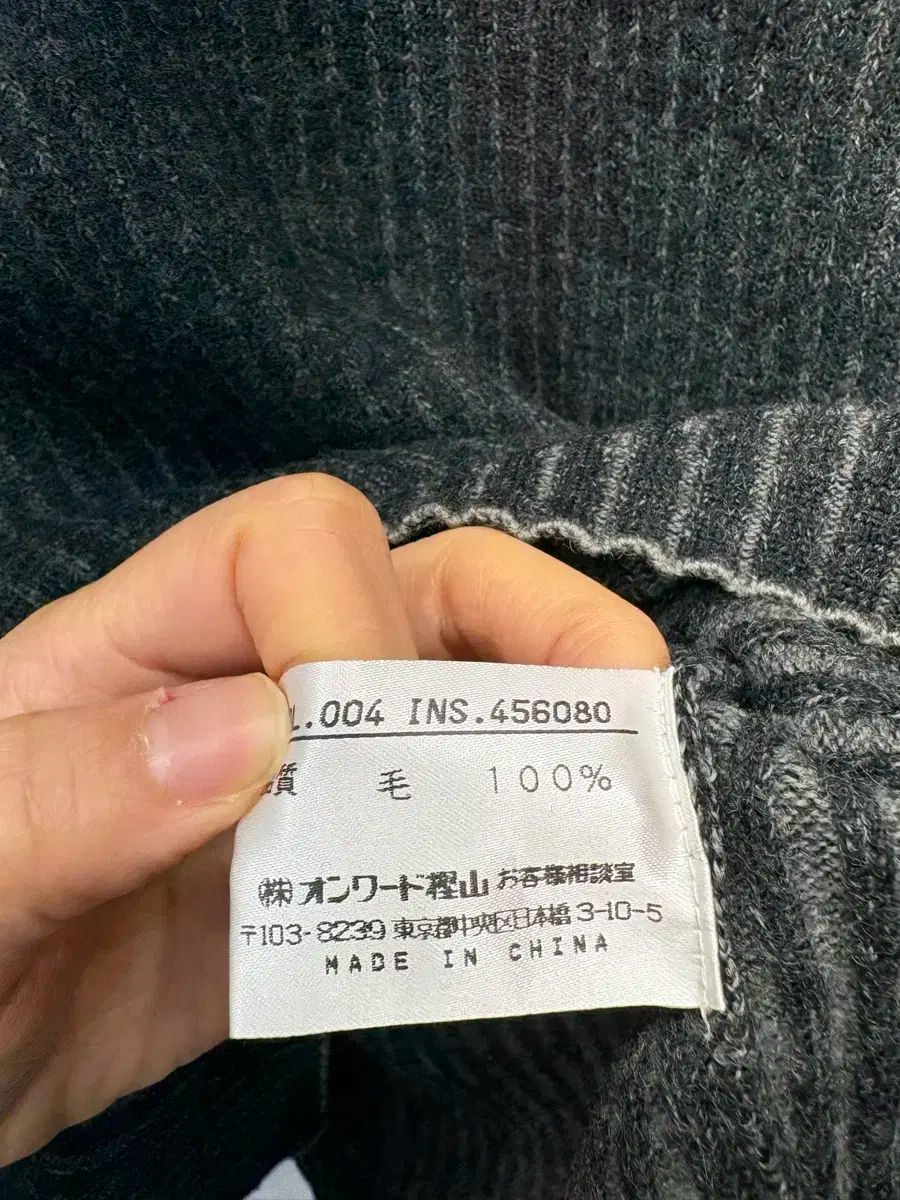 .004 INS.456080
質 毛 100%
㈱オンワード樫山 お客様相談室
〒103-8239 東京都中央区日本橋3-10-5
MADE IN CHINA